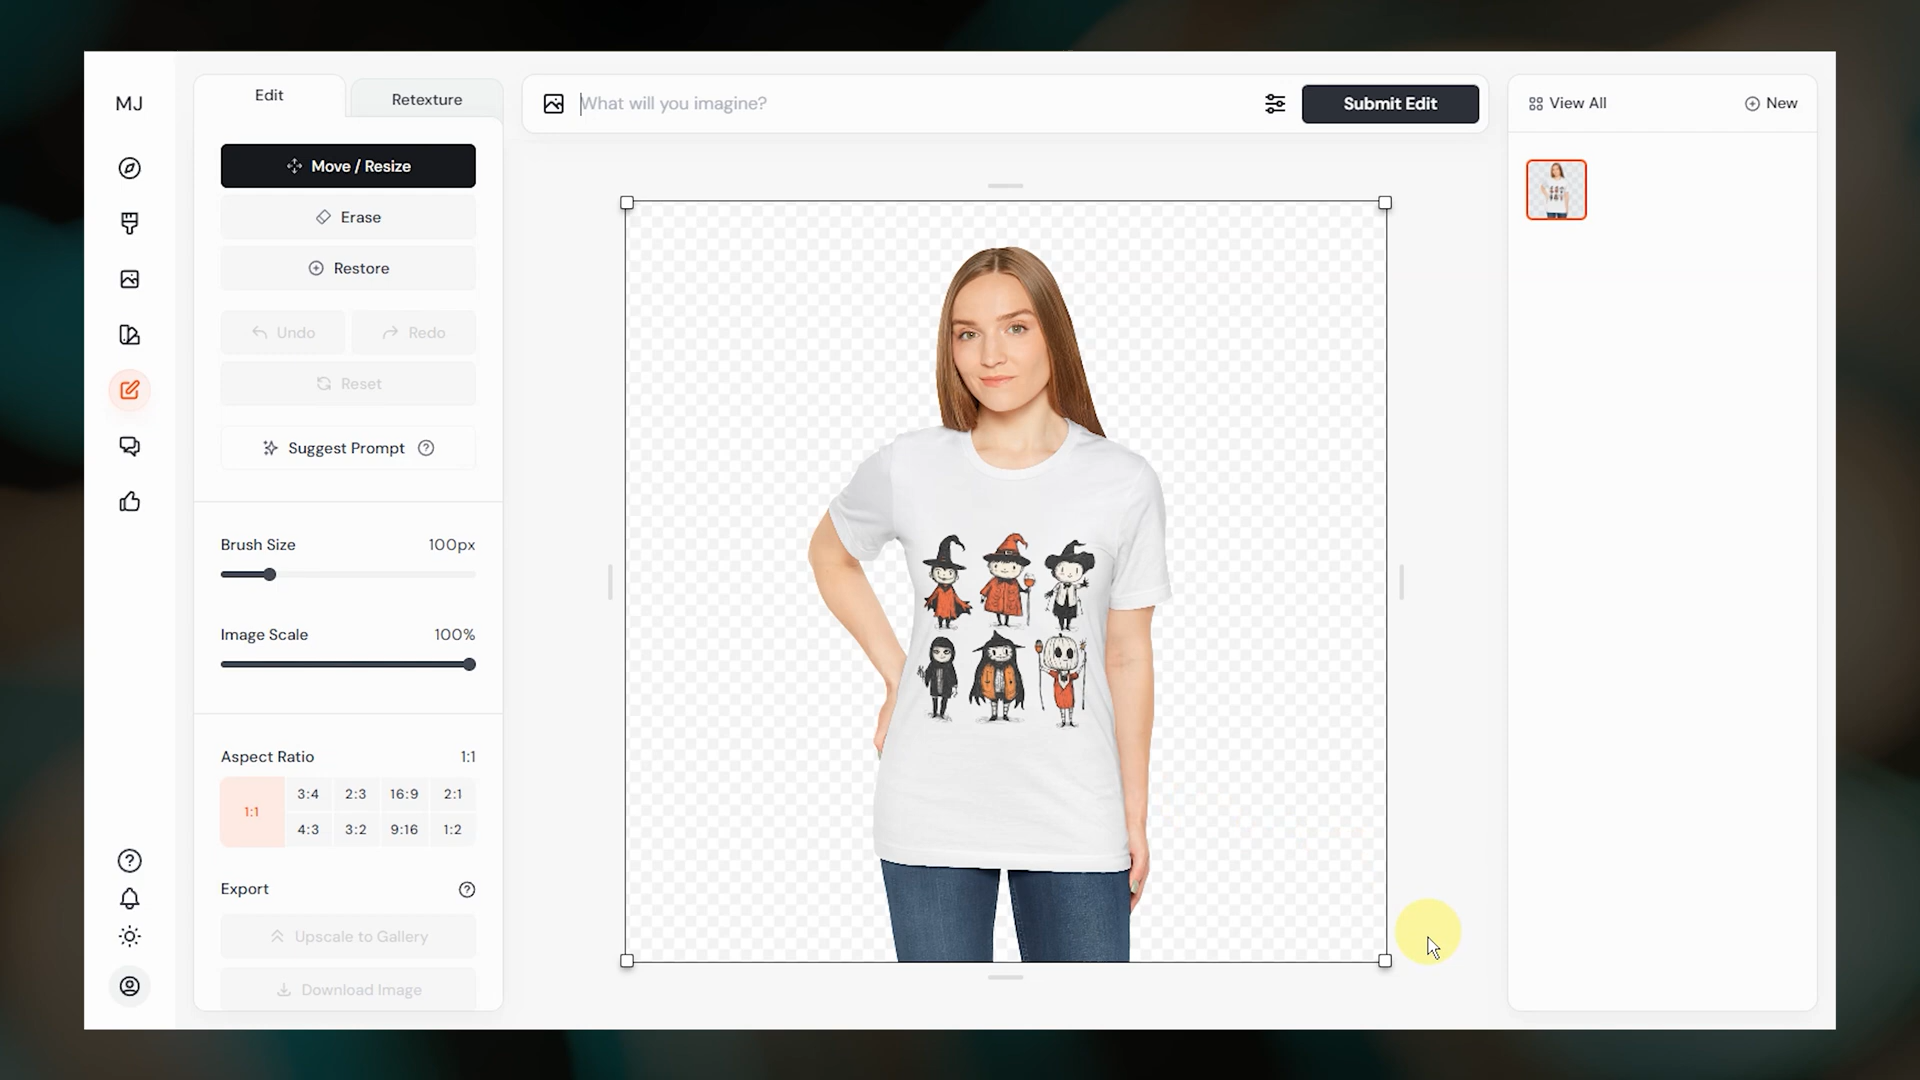 MJ
Edit
Retexture
What will you imagine?
Submit Edit
View All
New
Move / Resize
Erase
Restore
Undo
Redo
Reset
Suggest Prompt
Brush Size 100px
Image Scale 100%
Aspect Ratio 1:1
1:1
3:4 2:3 16:9 2:1
4:3 3:2 9:16 1:2
Export
Upscale to Gallery
Download Image